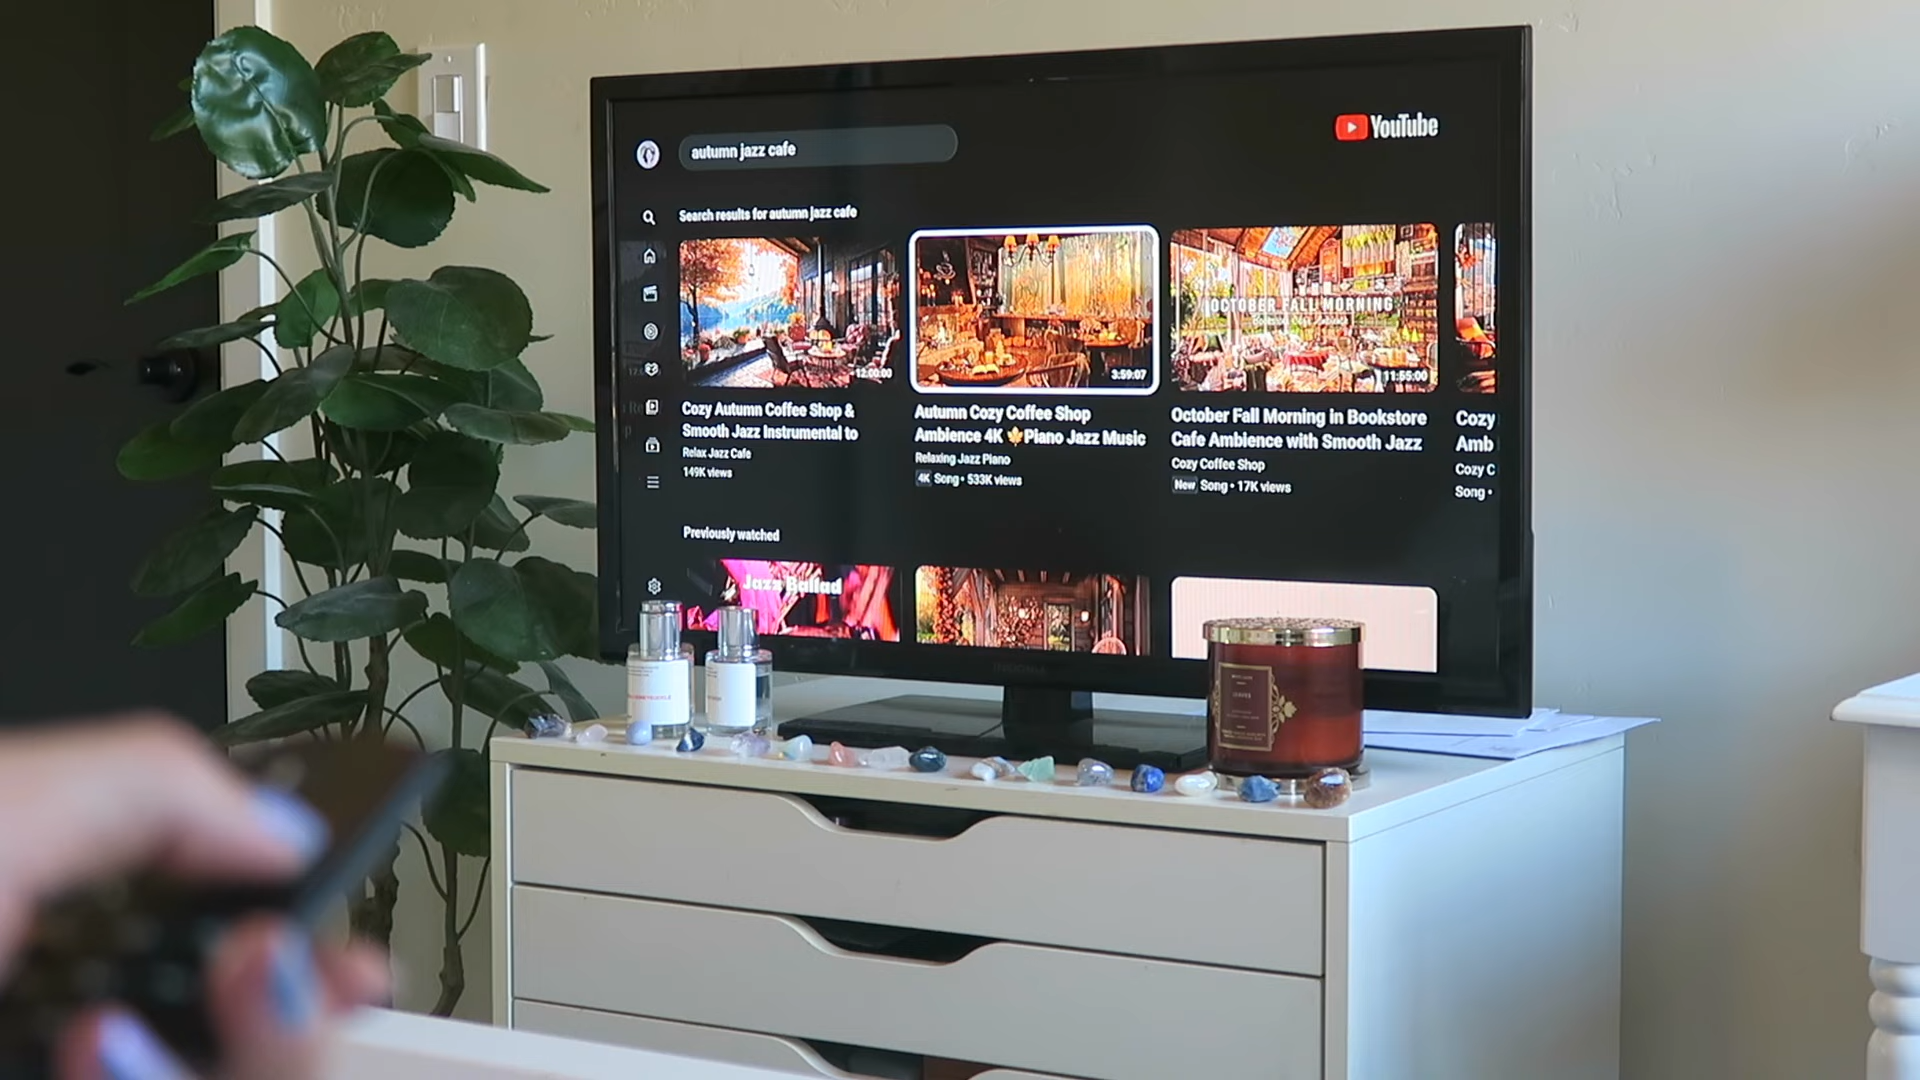 YouTube
autumn jazz cafe
Search results for autumn jazz cafe
12:00:00
3:59:07
OCTOBER FALL MORNING
11:55:00
Cozy Autumn Coffee Shop &
Smooth Jazz Instrumental to
Relax Jazz Cafe
149K views
Autumn Cozy Coffee Shop
Ambience 4K 🍁Piano Jazz Music
Relaxing Jazz Piano
4K Song • 533K views
October Fall Morning in Bookstore
Cafe Ambience with Smooth Jazz
Cozy Coffee Shop
New Song • 17K views
Cozy
Amb
Cozy C
Song •
Previously watched
Jazz Ballad
INSIGNIA
LEAVES